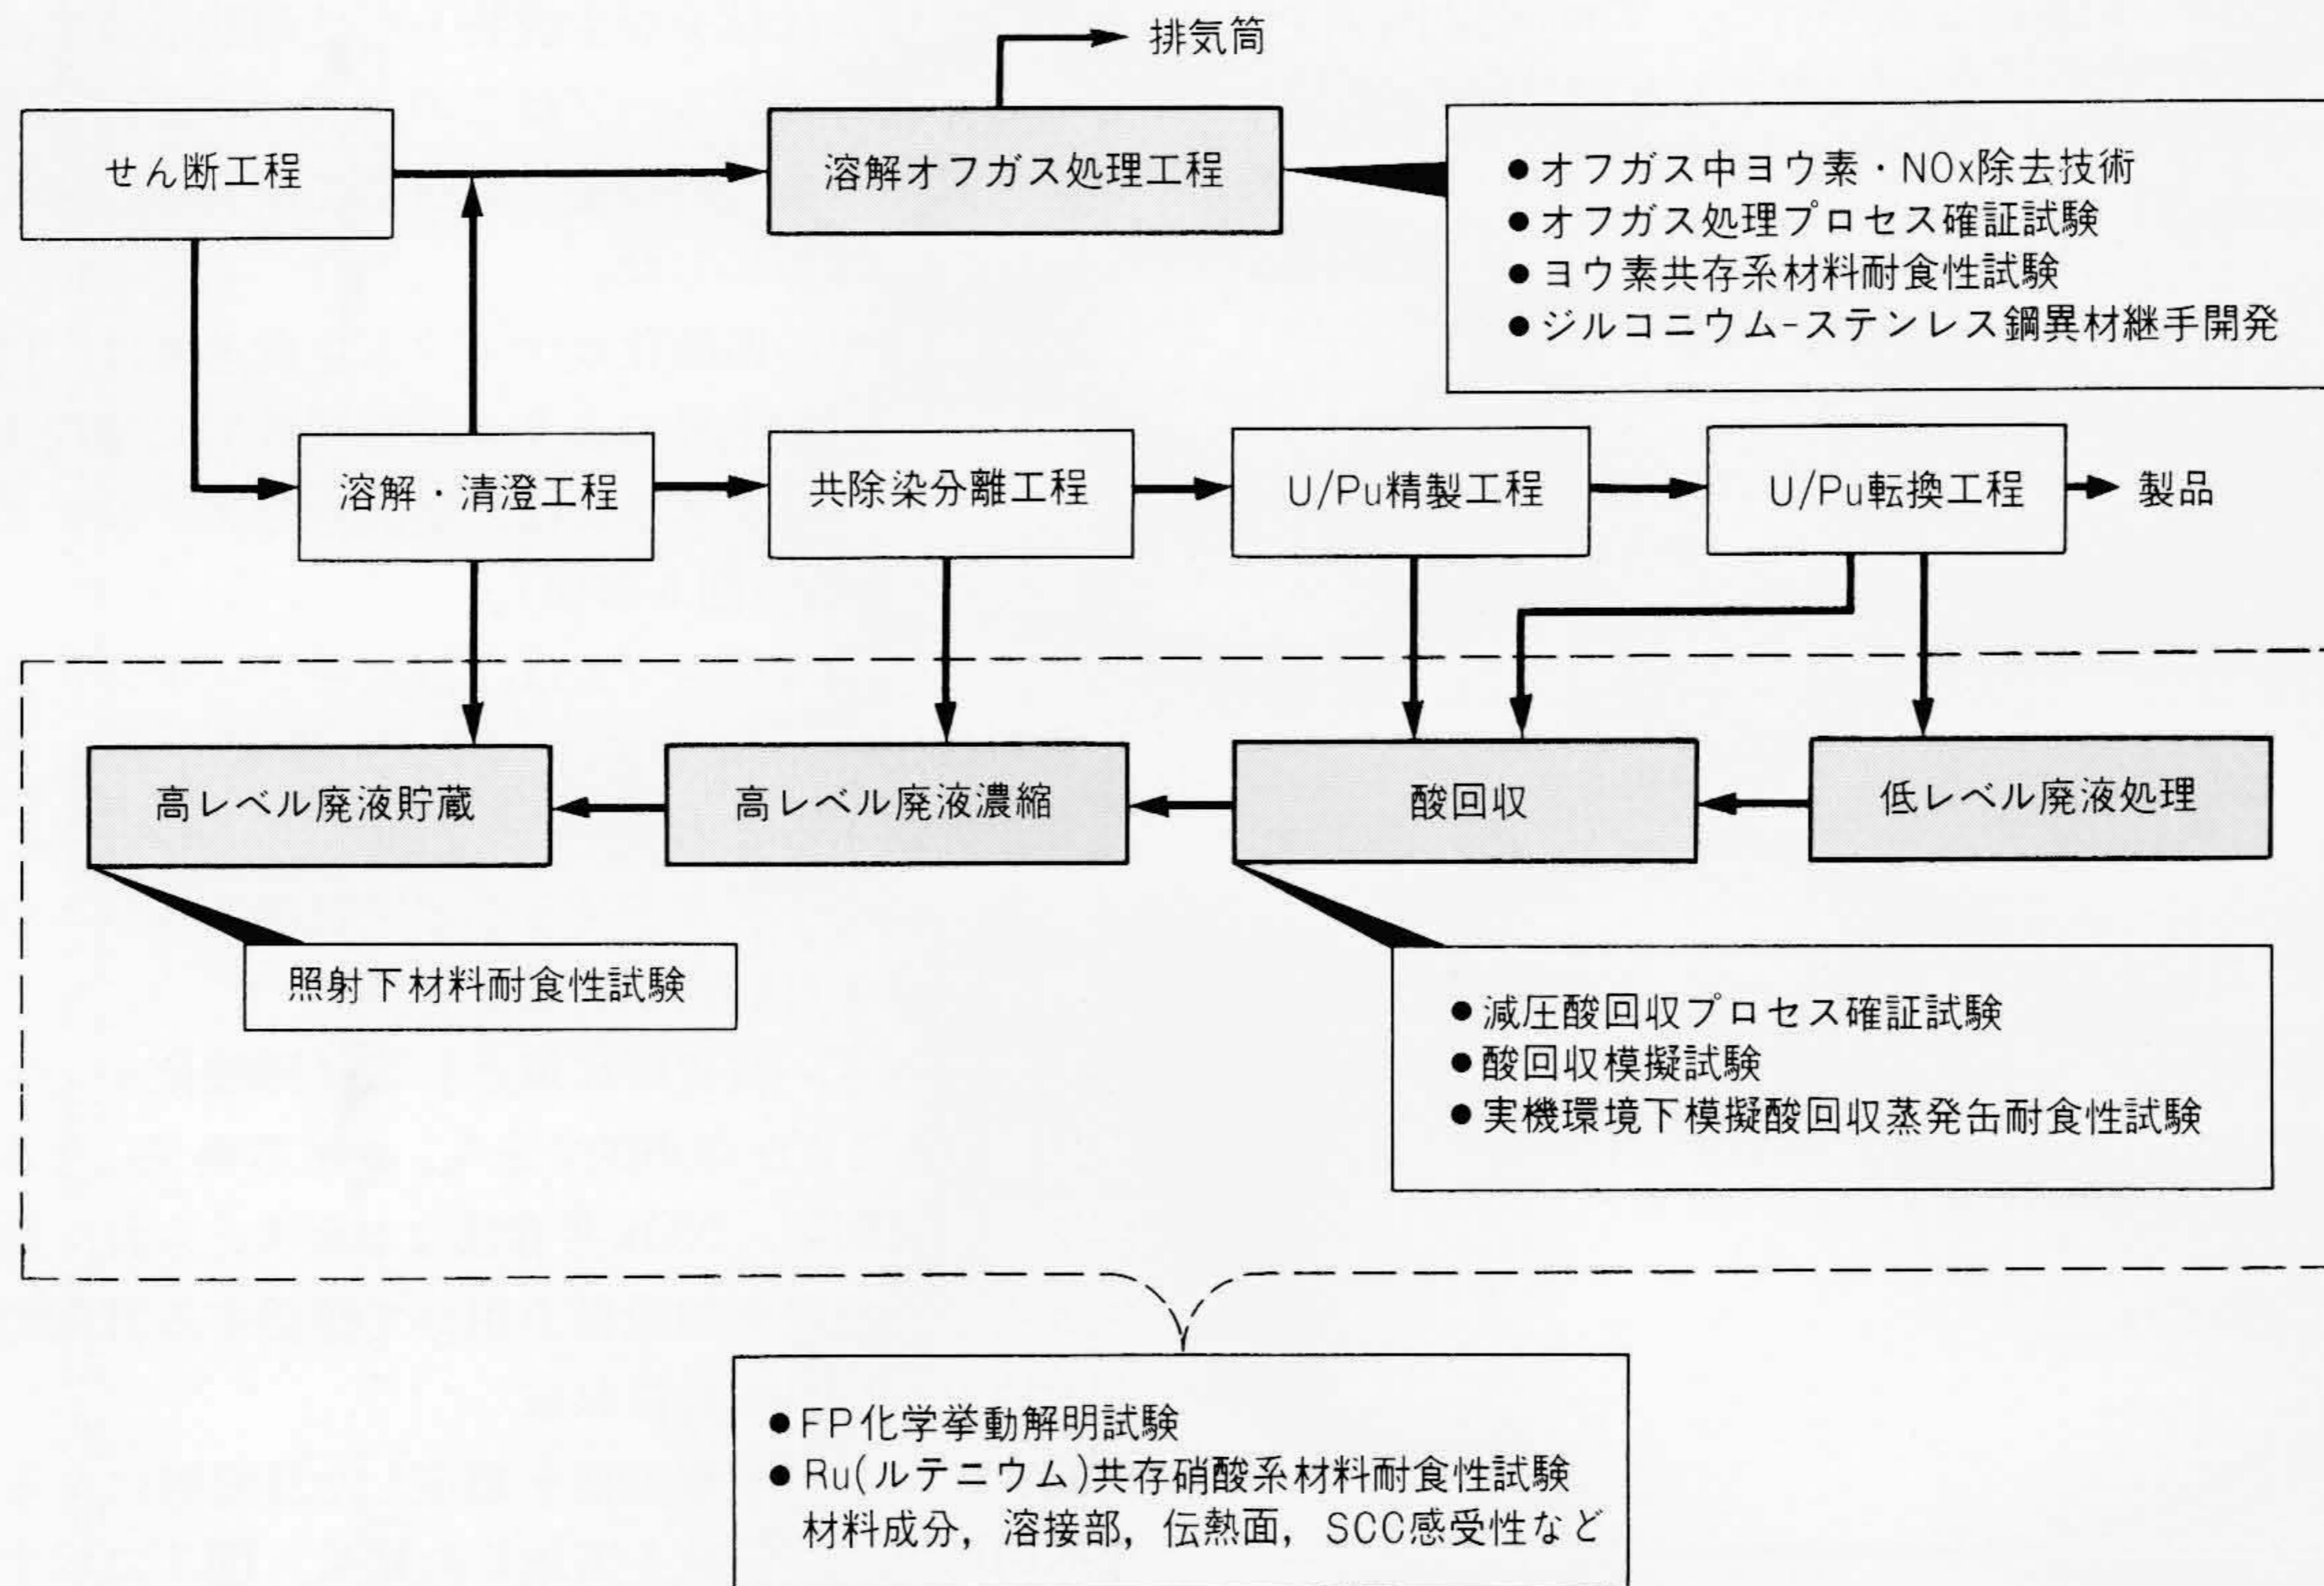 排気筒
せん断工程
溶解オフガス処理工程
●オフガス中ヨウ素・NOx除去技術
●オフガス処理プロセス確証試験
●ヨウ素共存系材料耐食性試験
●ジルコニウム-ステンレス鋼異材継手開発
溶解・清澄工程
共除染分離工程
U/Pu精製工程
U/Pu転換工程
製品
高レベル廃液貯蔵
高レベル廃液濃縮
酸回収
低レベル廃液処理
照射下材料耐食性試験
●減圧酸回収プロセス確証試験
●酸回収模擬試験
●実機環境下模擬酸回収蒸発缶耐食性試験
●FP化学挙動解明試験
●Ru(ルテニウム)共存硝酸系材料耐食性試験
材料成分，溶接部，伝熱面，SCC感受性など